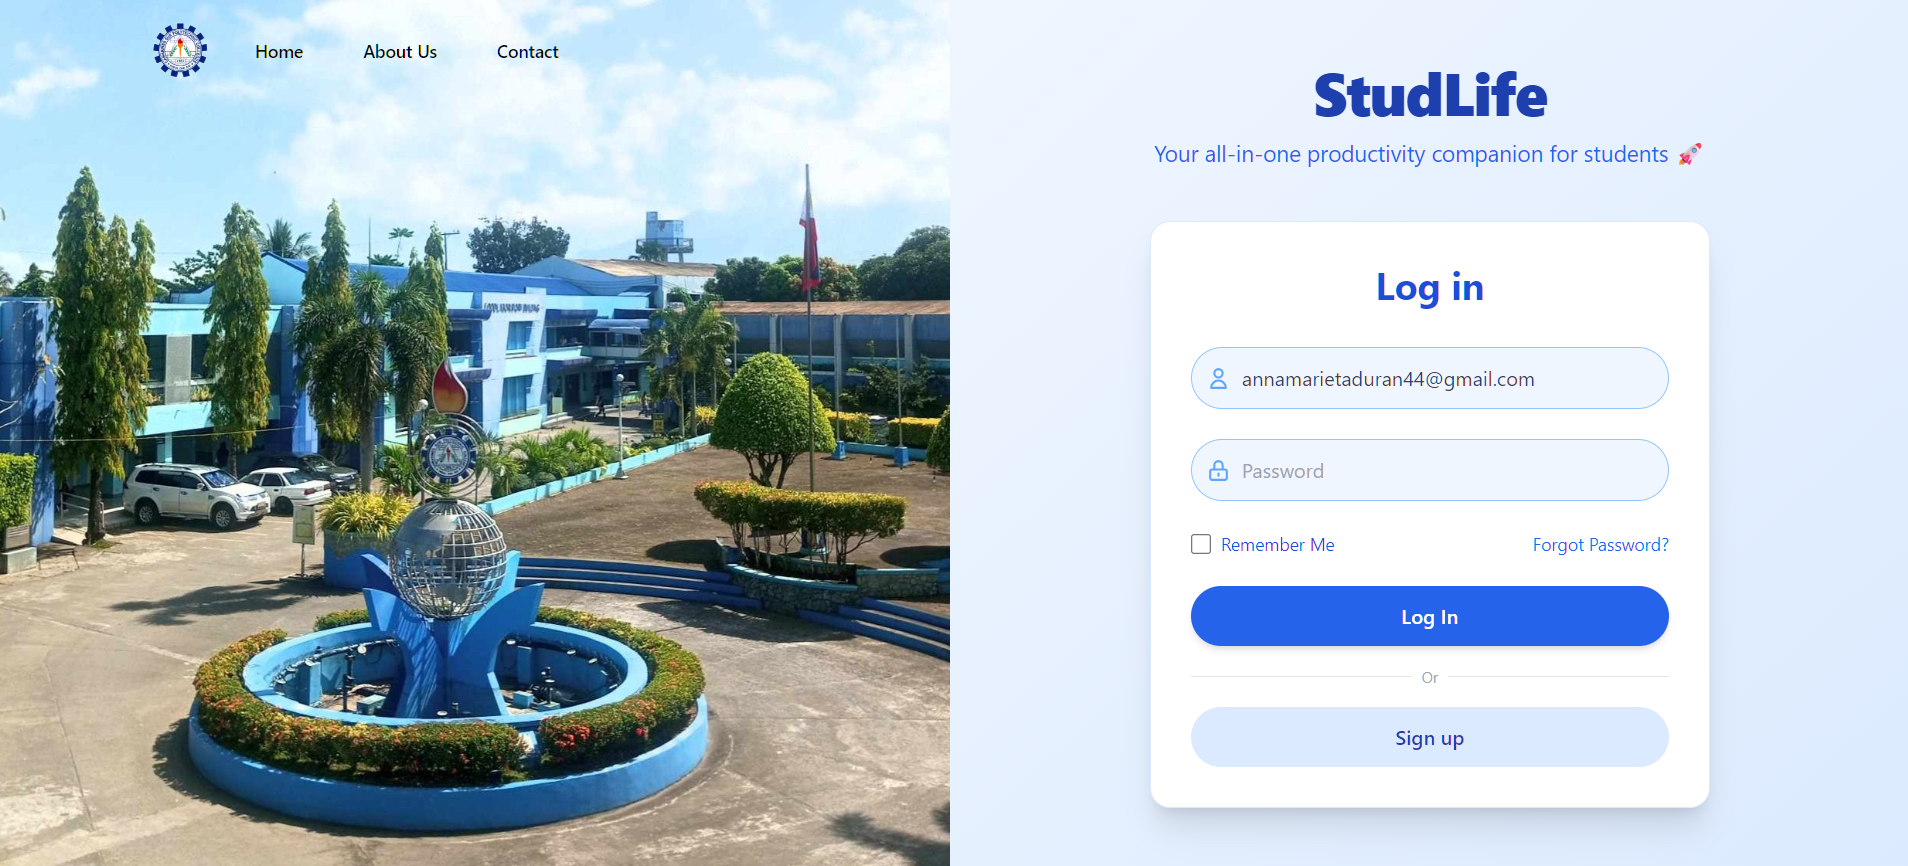 Home About Us Contact
StudLife
Your all-in-one productivity companion for students 🚀
Log in
annamarietaduran44@gmail.com
Password
Remember Me Forgot Password?
Log In
Or
Sign up